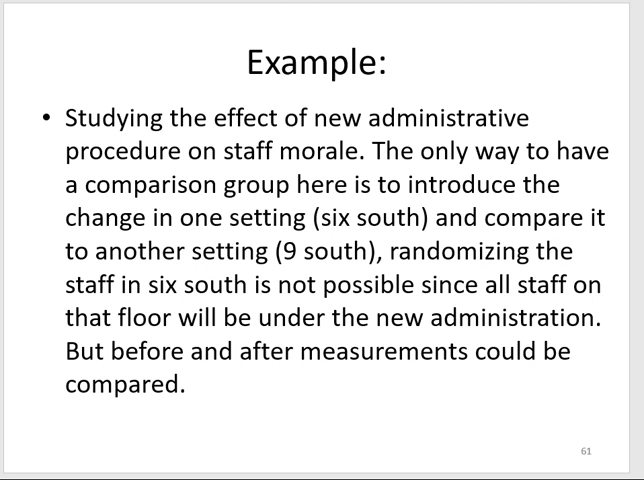 Example:
• Studying the effect of new administrative
procedure on staff morale. The only way to have
a comparison group here is to introduce the
change in one setting (six south) and compare it
to another setting (9 south), randomizing the
staff in six south is not possible since all staff on
that floor will be under the new administration.
But before and after measurements could be
compared.
61